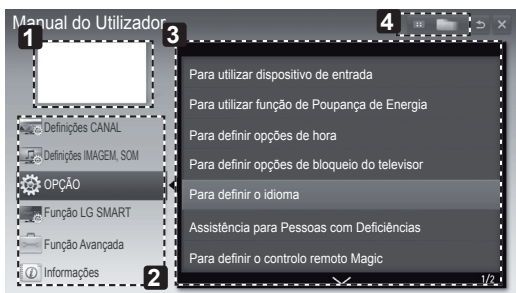 Manual do Utilizador
4
1
3
Para utilizar dispositivo de entrada
Para utilizar função de Poupança de Energia
Definições CANAL
Para definir opções de hora
Definições IMAGEM, SOM
Para definir opções de bloqueio do televisor
OPÇÃO
Para definir o idioma
Função LG SMART
Assistência para Pessoas com Deficiências
Função Avançada
Para definir o controlo remoto Magic
Informações
2
1/2